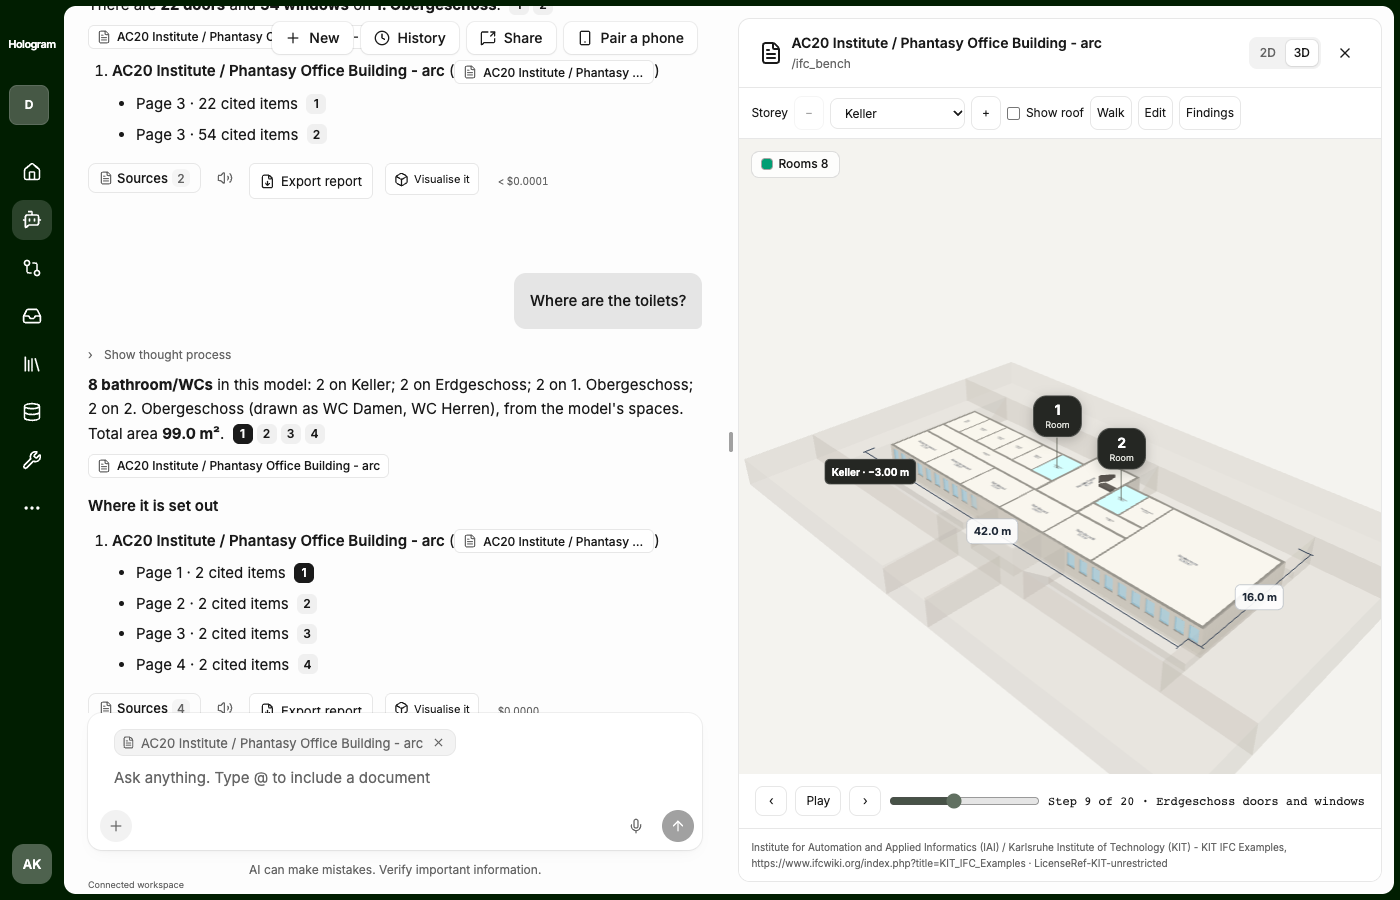 Hologram
D
AK
There are 22 doors and 54 windows on 1. Obergeschoss. 1 2
AC20 Institute / Phantasy O
New
History
Share
Pair a phone
1. AC20 Institute / Phantasy Office Building - arc ( AC20 Institute / Phantasy ... )
• Page 3 · 22 cited items 1
• Page 3 · 54 cited items 2
Sources 2
Export report
Visualise it
< $0.0001
Where are the toilets?
Show thought process
8 bathroom/WCs in this model: 2 on Keller; 2 on Erdgeschoss; 2 on 1. Obergeschoss;
2 on 2. Obergeschoss (drawn as WC Damen, WC Herren), from the model's spaces.
Total area 99.0 m². 1 2 3 4
AC20 Institute / Phantasy Office Building - arc
Where it is set out
1. AC20 Institute / Phantasy Office Building - arc ( AC20 Institute / Phantasy ... )
• Page 1 · 2 cited items 1
• Page 2 · 2 cited items 2
• Page 3 · 2 cited items 3
• Page 4 · 2 cited items 4
Sources 4
Export report
Visualise it
$0.0000
AC20 Institute / Phantasy Office Building - arc
Ask anything. Type @ to include a document
AI can make mistakes. Verify important information.
Connected workspace
AC20 Institute / Phantasy Office Building - arc
/ifc_bench
2D
3D
Storey
−
Keller
+
Show roof
Walk
Edit
Findings
Rooms 8
1
Room
2
Room
Keller · −3.00 m
42.0 m
16.0 m
‹
Play
›
Step 9 of 20 · Erdgeschoss doors and windows
Institute for Automation and Applied Informatics (IAI) / Karlsruhe Institute of Technology (KIT) - KIT IFC Examples,
https://www.ifcwiki.org/index.php?title=KIT_IFC_Examples · LicenseRef-KIT-unrestricted